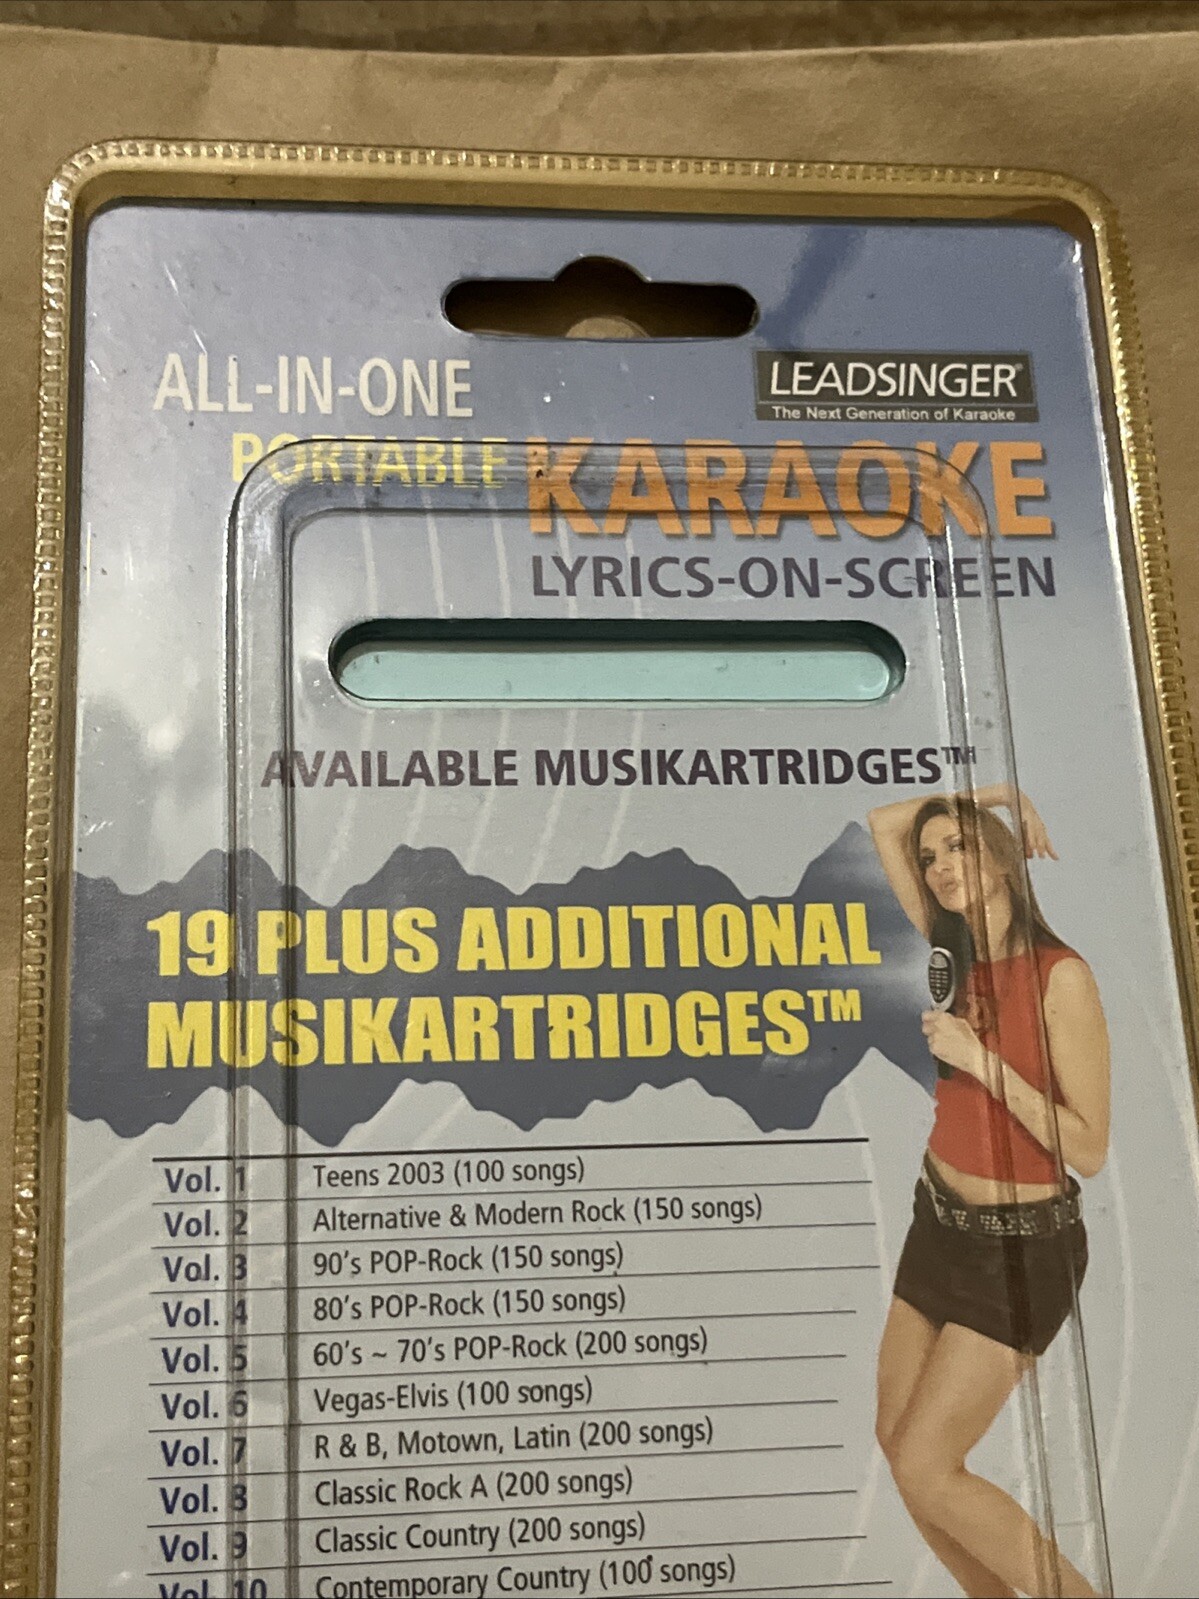 ALL-IN-ONE
LEADSINGER®
The Next Generation of Karaoke
PORTABLE KARAOKE
LYRICS-ON-SCREEN
AVAILABLE MUSIKARTRIDGES™
19 PLUS ADDITIONAL
MUSIKARTRIDGES™
Vol. 1 Teens 2003 (100 songs)
Vol. 2 Alternative & Modern Rock (150 songs)
Vol. 3 90's POP-Rock (150 songs)
Vol. 4 80's POP-Rock (150 songs)
Vol. 5 60's ~ 70's POP-Rock (200 songs)
Vol. 6 Vegas-Elvis (100 songs)
Vol. 7 R & B, Motown, Latin (200 songs)
Vol. 8 Classic Rock A (200 songs)
Vol. 9 Classic Country (200 songs)
Vol. 10 Contemporary Country (100 songs)